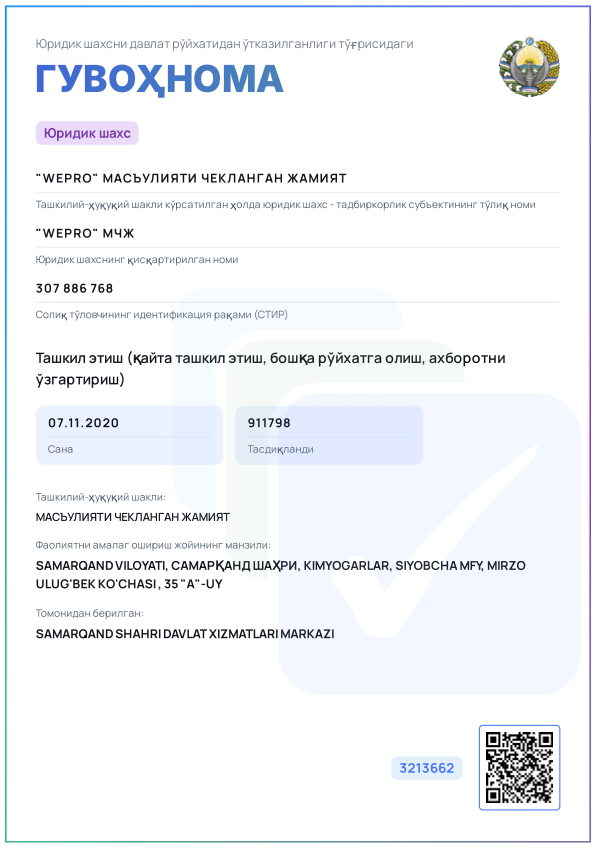 Юридик шахсни давлат рўйхатидан ўтказилганлиги тўғрисидаги
ГУВОҲНОМА
Юридик шахс
"WEPRO" МАСЪУЛИЯТИ ЧЕКЛАНГАН ЖАМИЯТ
Ташкилий-ҳуқуқий шакли кўрсатилган ҳолда юридик шахс - тадбиркорлик субъектининг тўлиқ номи
"WEPRO" МЧЖ
Юридик шахснинг қисқартирилган номи
307 886 768
Солиқ тўловчининг идентификация рақами (СТИР)
Ташкил этиш (қайта ташкил этиш, бошқа рўйхатга олиш, ахборотни
ўзгартириш)
07.11.2020
Сана
911798
Тасдиқланди
Ташкилий-ҳуқуқий шакли:
МАСЪУЛИЯТИ ЧЕКЛАНГАН ЖАМИЯТ
Фаолиятни амалаг ошириш жойининг манзили:
SAMARQAND VILOYATI, САМАРҚАНД ШАҲРИ, KIMYOGARLAR, SIYOBCHA MFY, MIRZO
ULUG'BEK KO'CHASI , 35 "A"-UY
Томонидан берилган:
SAMARQAND SHAHRI DAVLAT XIZMATLARI MARKAZI
3213662